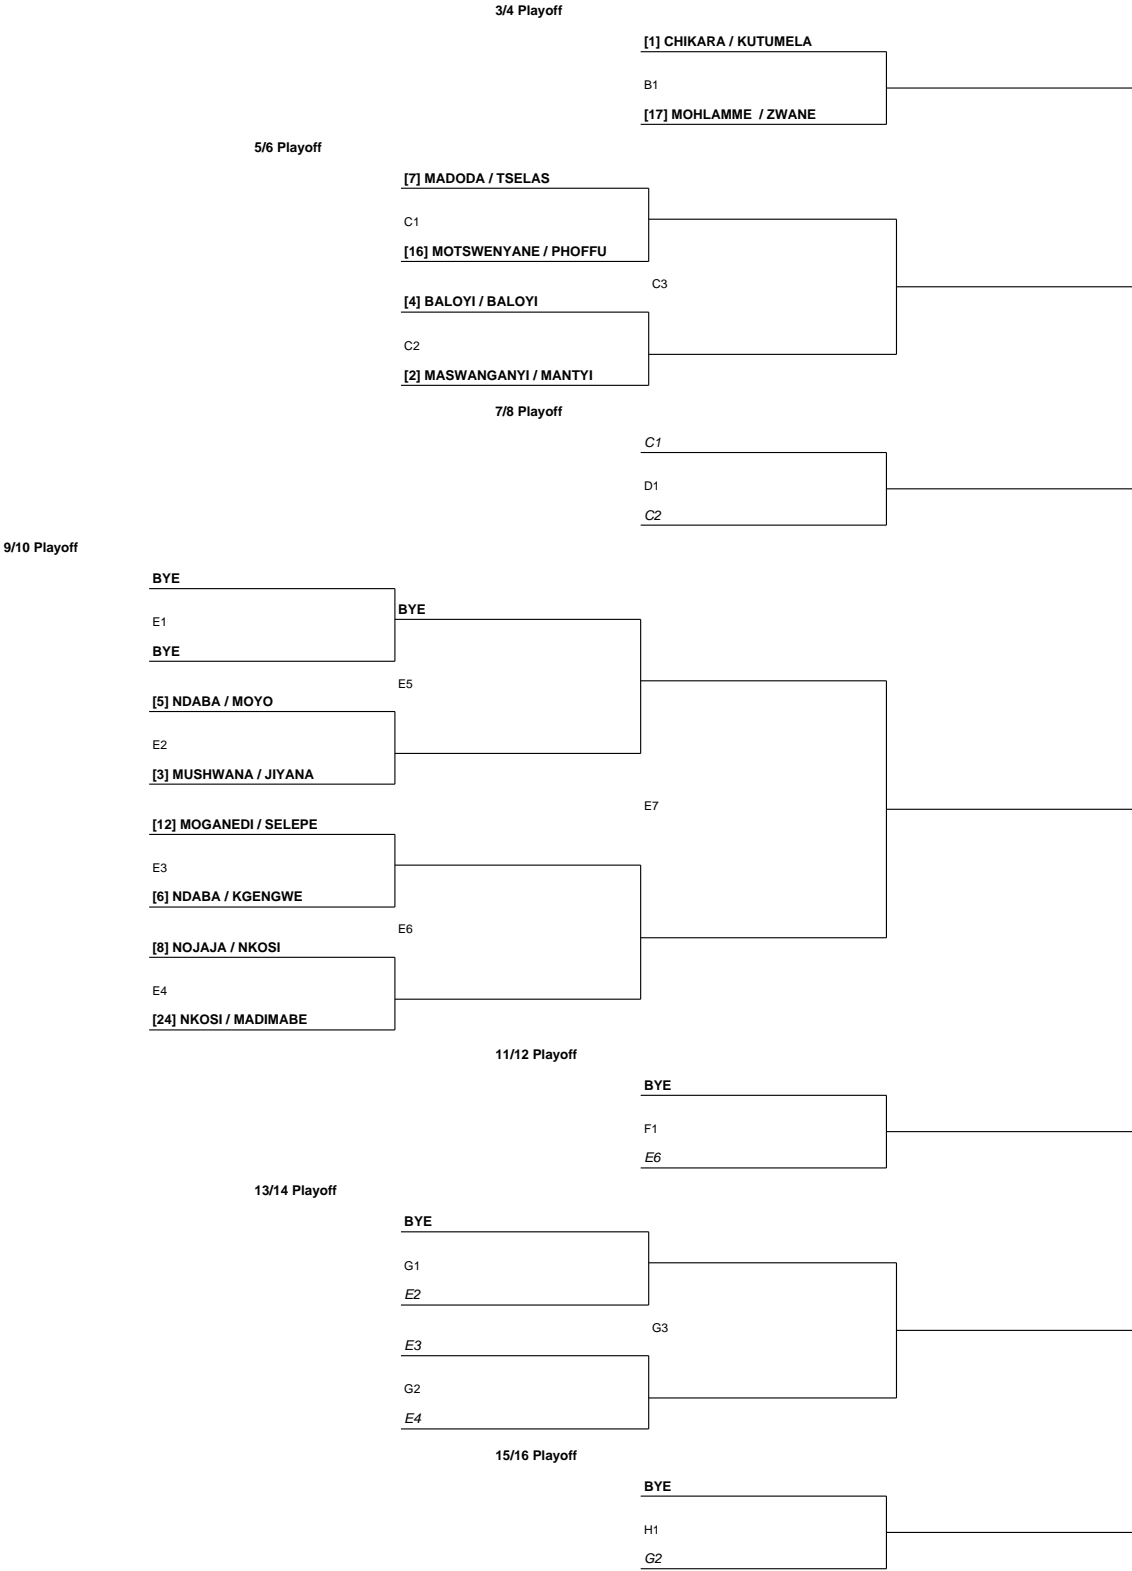 3/4 Playoff
[1] CHIKARA / KUTUMELA
B1
[17] MOHLAMME / ZWANE
5/6 Playoff
[7] MADODA / TSELAS
C1
[16] MOTSWENYANE / PHOFFU
C3
[4] BALOYI / BALOYI
C2
[2] MASWANGANYI / MANTYI
7/8 Playoff
C1
D1
C2
9/10 Playoff
BYE
BYE
E1
BYE
E5
[5] NDABA / MOYO
E2
[3] MUSHWANA / JIYANA
E7
[12] MOGANEDI / SELEPE
E3
[6] NDABA / KGENGWE
E6
[8] NOJAJA / NKOSI
E4
[24] NKOSI / MADIMABE
11/12 Playoff
BYE
F1
E6
13/14 Playoff
BYE
G1
E2
G3
E3
G2
E4
15/16 Playoff
BYE
H1
G2